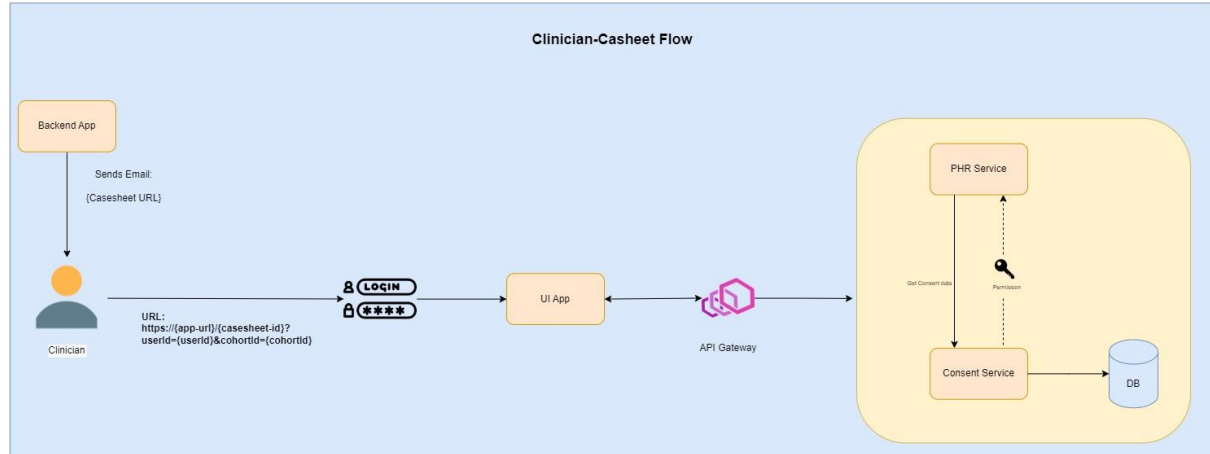 Clinician-Casheet Flow
Backend App
Sends Email:
{Casesheet URL}
Clinician
URL:
https://{app-url}/{casesheet-id}?
userId={userId}&cohortId={cohortId}
LOGIN
****
UI App
API Gateway
PHR Service
Get Consent data
Permission
Consent Service
DB